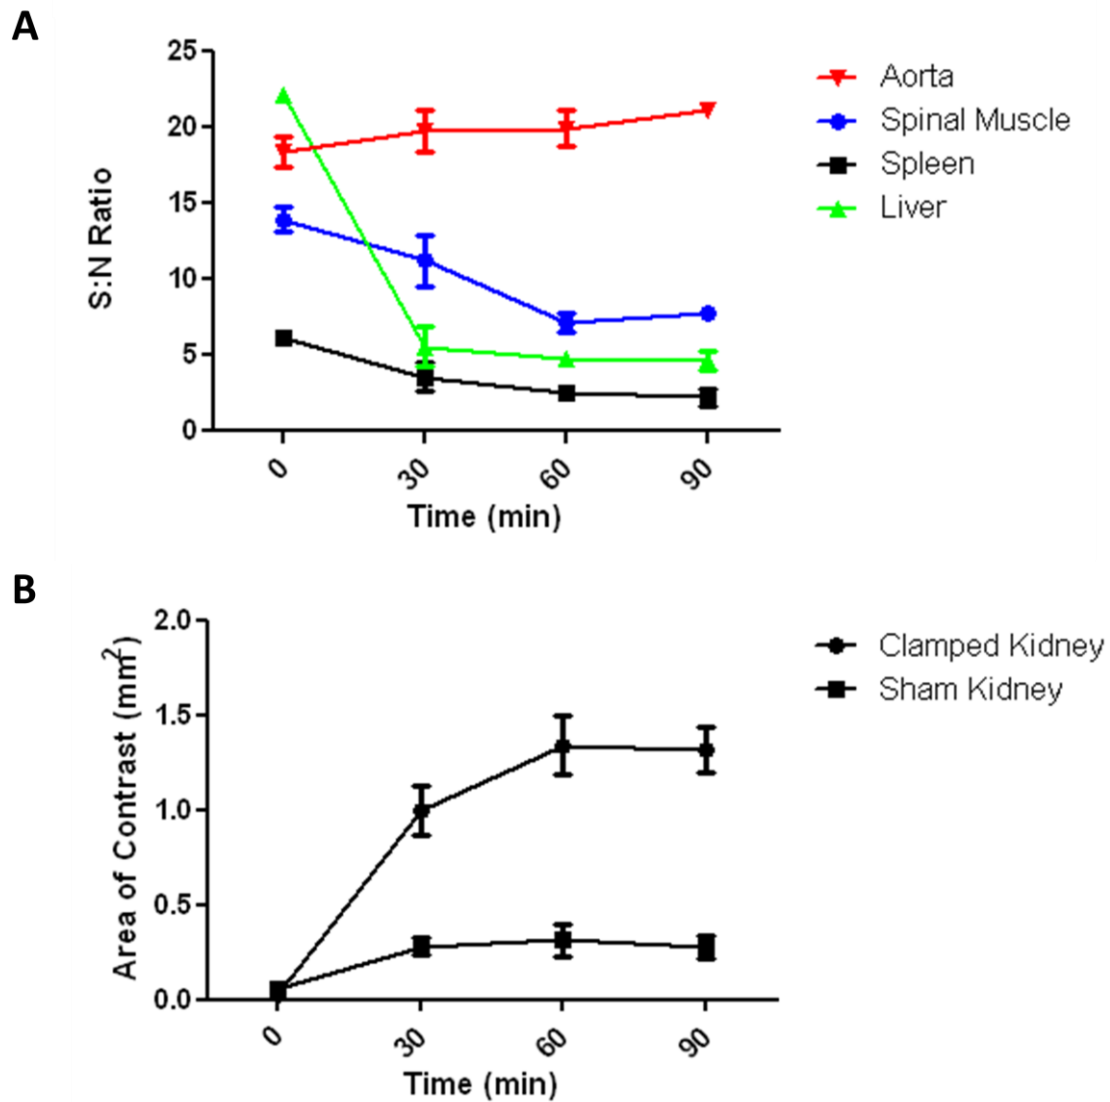 A
25
20
15
10
5
0
S:N Ratio
0
30
60
90
Time (min)
Aorta
Spinal Muscle
Spleen
Liver
B
2.0
1.5
1.0
0.5
0.0
Area of Contrast (mm²)
0
30
60
90
Time (min)
Clamped Kidney
Sham Kidney